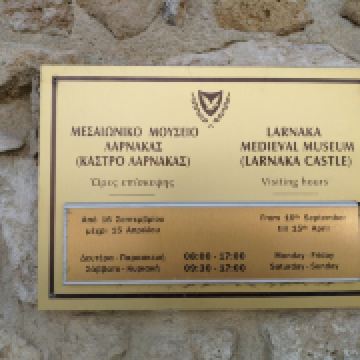 ΜΕΣΑΙΩΝΙΚΟ ΜΟΥΣΕΙΟ
ΛΑΡΝΑΚΑΣ
(ΚΑΣΤΡΟ ΛΑΡΝΑΚΑΣ)
Ώρες επίσκεψης
LARNAKA
MEDIEVAL MUSEUM
(LARNAKA CASTLE)
Visiting hours
Από 16 Σεπτεμβρίου
μέχρι 15 Απριλίου
From 16th September
till 15th April
Δευτέρα - Παρασκευή 08:00 - 17:00 Monday - Friday
Σάββατο - Κυριακή 09:30 - 17:00 Saturday - Sunday